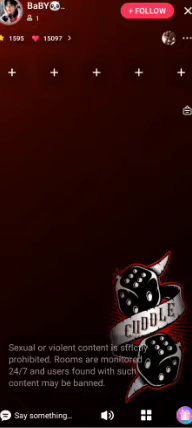 BaBY
+ FOLLOW
1
1595
15097
CUDDLE
Sexual or violent content is strictly
prohibited. Rooms are monitored
24/7 and users found with such
content may be banned.
Say something...